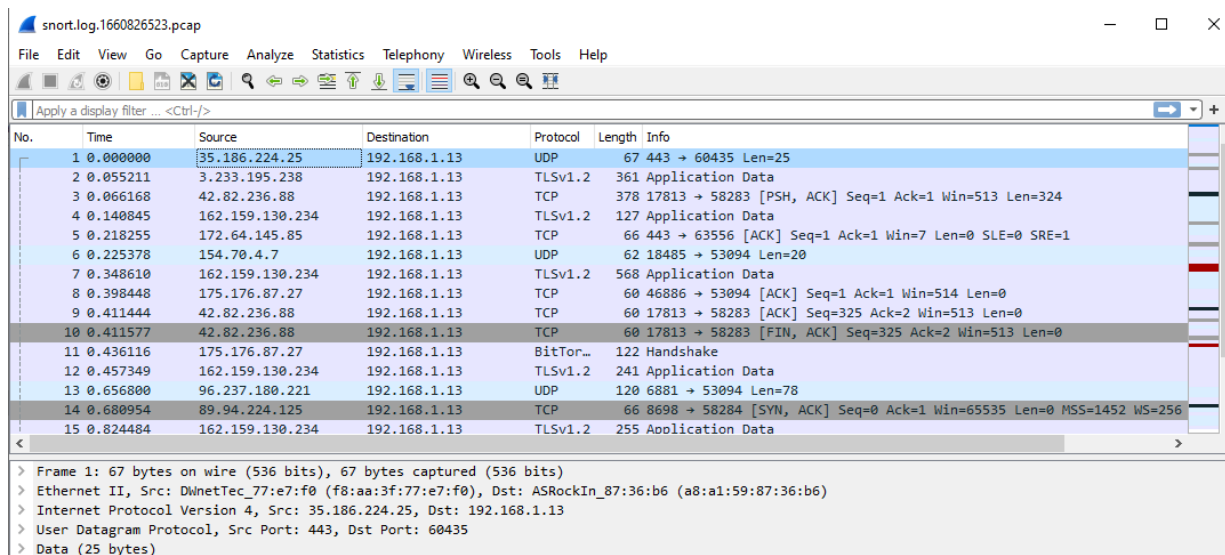 snort.log.1660826523.pcap
File Edit View Go Capture Analyze Statistics Telephony Wireless Tools Help
Apply a display filter ... <Ctrl-/>
No. Time Source Destination Protocol Length Info
1 0.000000 35.186.224.25 192.168.1.13 UDP 67 443 → 60435 Len=25
2 0.055211 3.233.195.238 192.168.1.13 TLSv1.2 361 Application Data
3 0.066168 42.82.236.88 192.168.1.13 TCP 378 17813 → 58283 [PSH, ACK] Seq=1 Ack=1 Win=513 Len=324
4 0.140845 162.159.130.234 192.168.1.13 TLSv1.2 127 Application Data
5 0.218255 172.64.145.85 192.168.1.13 TCP 66 443 → 63556 [ACK] Seq=1 Ack=1 Win=7 Len=0 SLE=0 SRE=1
6 0.225378 154.70.4.7 192.168.1.13 UDP 62 18485 → 53094 Len=20
7 0.348610 162.159.130.234 192.168.1.13 TLSv1.2 568 Application Data
8 0.398448 175.176.87.27 192.168.1.13 TCP 60 46886 → 53094 [ACK] Seq=1 Ack=1 Win=514 Len=0
9 0.411444 42.82.236.88 192.168.1.13 TCP 60 17813 → 58283 [ACK] Seq=325 Ack=2 Win=513 Len=0
10 0.411577 42.82.236.88 192.168.1.13 TCP 60 17813 → 58283 [FIN, ACK] Seq=325 Ack=2 Win=513 Len=0
11 0.436116 175.176.87.27 192.168.1.13 BitTor… 122 Handshake
12 0.457349 162.159.130.234 192.168.1.13 TLSv1.2 241 Application Data
13 0.656800 96.237.180.221 192.168.1.13 UDP 120 6881 → 53094 Len=78
14 0.680954 89.94.224.125 192.168.1.13 TCP 66 8698 → 58284 [SYN, ACK] Seq=0 Ack=1 Win=65535 Len=0 MSS=1452 WS=256
15 0.824484 162.159.130.234 192.168.1.13 TLSv1.2 255 Application Data
Frame 1: 67 bytes on wire (536 bits), 67 bytes captured (536 bits)
Ethernet II, Src: DWnetTec_77:e7:f0 (f8:aa:3f:77:e7:f0), Dst: ASRockIn_87:36:b6 (a8:a1:59:87:36:b6)
Internet Protocol Version 4, Src: 35.186.224.25, Dst: 192.168.1.13
User Datagram Protocol, Src Port: 443, Dst Port: 60435
Data (25 bytes)